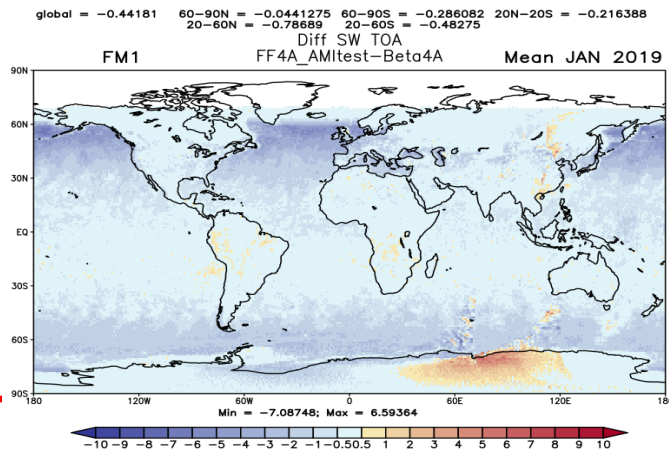 global = -0.44181 60-90N = -0.0441275 60-90S = -0.286082 20N-20S = -0.216388
20-60N = -0.78689 20-60S = -0.48275
Diff SW TOA
FM1 FF4A_AMItest-Beta4A Mean JAN 2019
90N
60N
30N
EQ
30S
60S
90S
180 120W 60W 0 60E 120E 180
Min = -7.08748; Max = 6.59364
-10 -9 -8 -7 -6 -5 -4 -3 -2 -1 -0.50.5 1 2 3 4 5 6 7 8 9 10